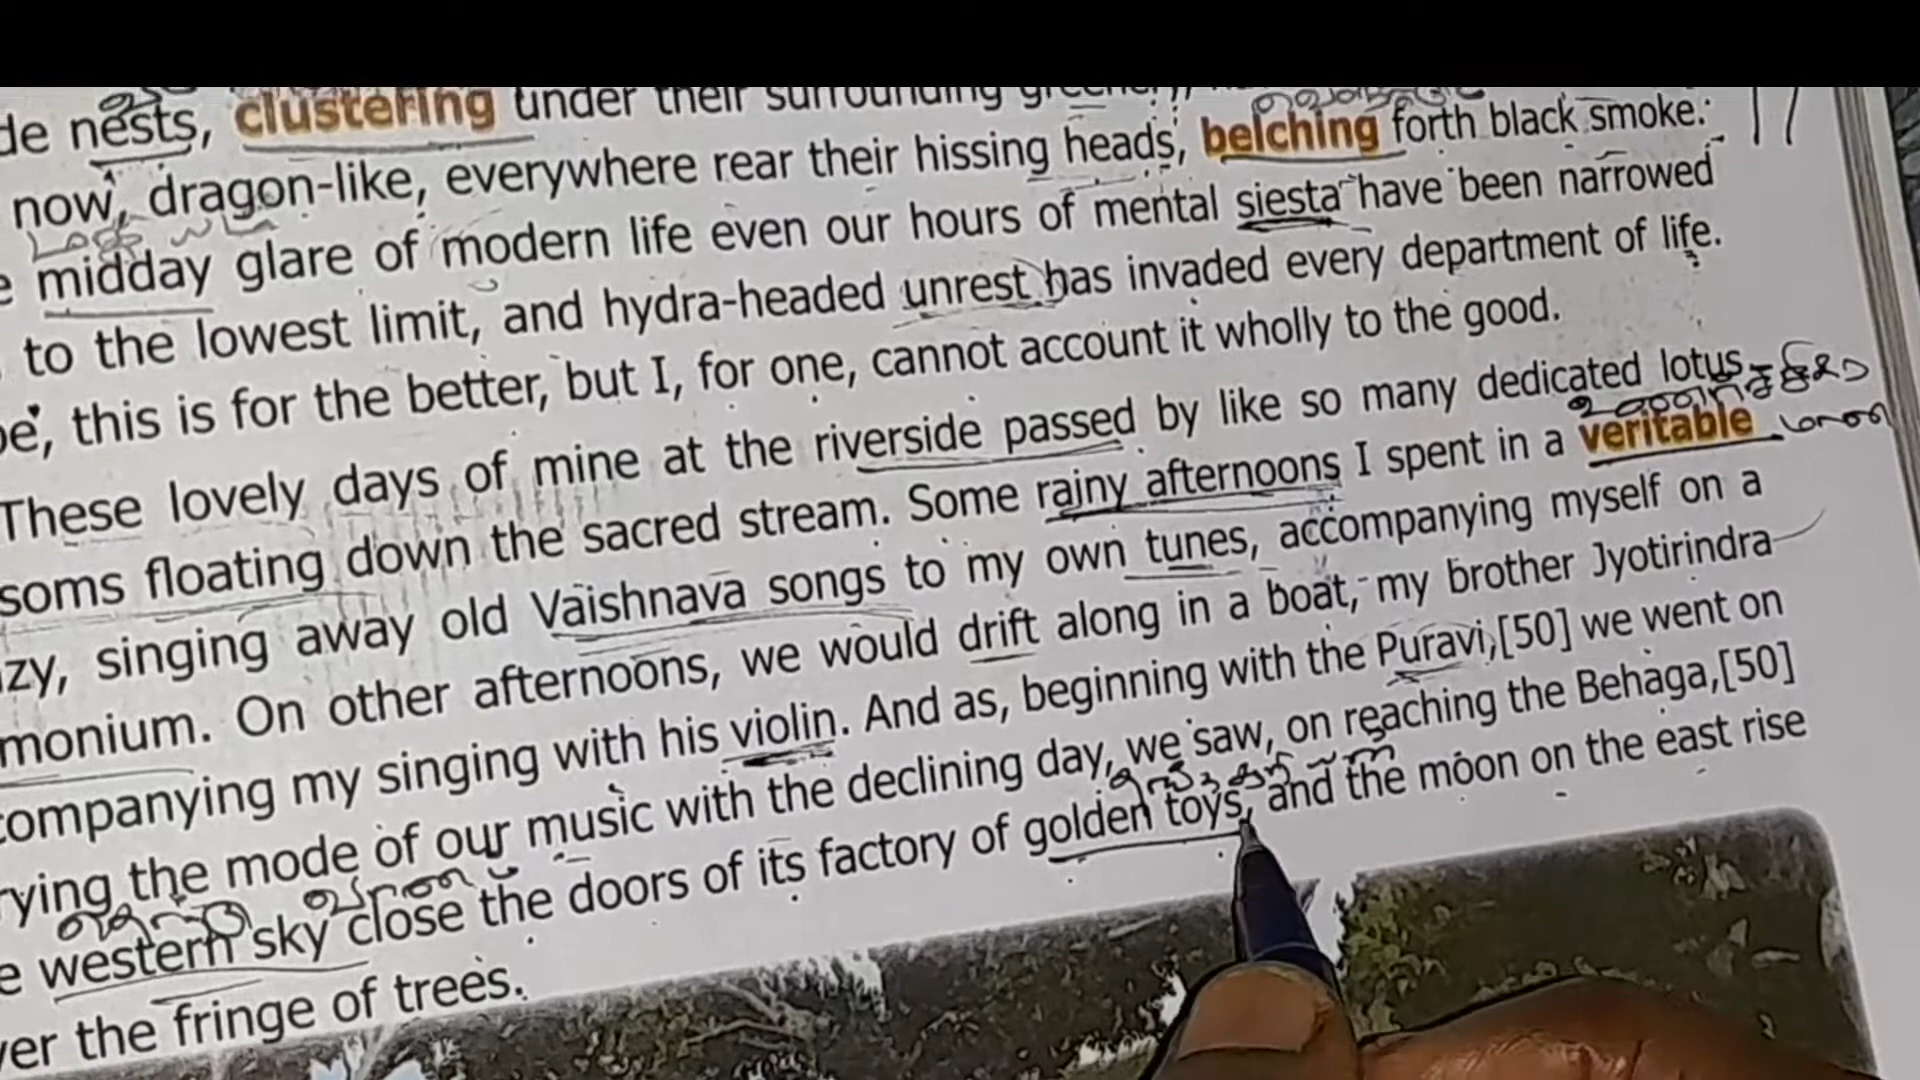 de nests, clustering under their surrounding
now, dragon-like, everywhere rear their hissing heads, belching forth black smoke.
midday glare of modern life even our hours of mental siesta have been narrowed
to the lowest limit, and hydra-headed unrest has invaded every department of life.
be, this is for the better, but I, for one, cannot account it wholly to the good.
These lovely days of mine at the riverside passed by like so many dedicated lotus
soms floating down the sacred stream. Some rainy afternoons I spent in a veritable
zy, singing away old Vaishnava songs to my own tunes, accompanying myself on a
monium. On other afternoons, we would drift along in a boat, my brother Jyotirindra
companying my singing with his violin. And as, beginning with the Puravi,[50] we went on
rying the mode of our music with the declining day, we saw, on reaching the Behaga,[50]
e western sky close the doors of its factory of golden toys, and the moon on the east rise
ver the fringe of trees.